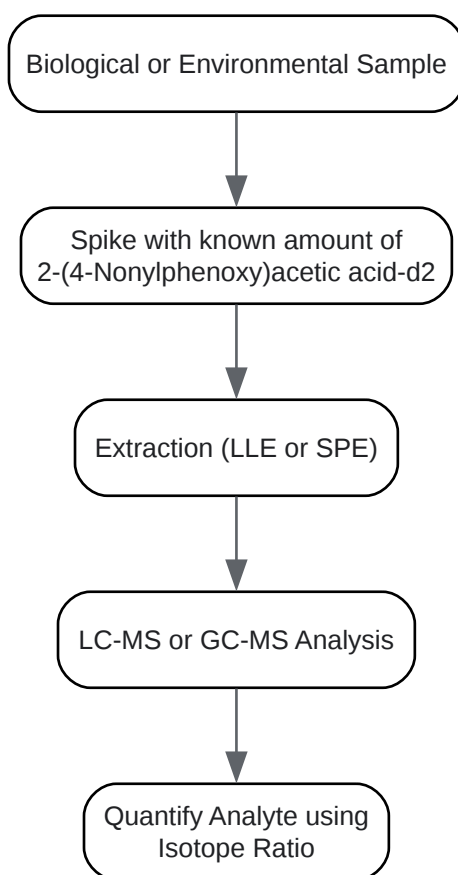 Biological or Environmental Sample
Spike with known amount of
2-(4-Nonylphenoxy)acetic acid-d2
Extraction (LLE or SPE)
LC-MS or GC-MS Analysis
Quantify Analyte using
Isotope Ratio